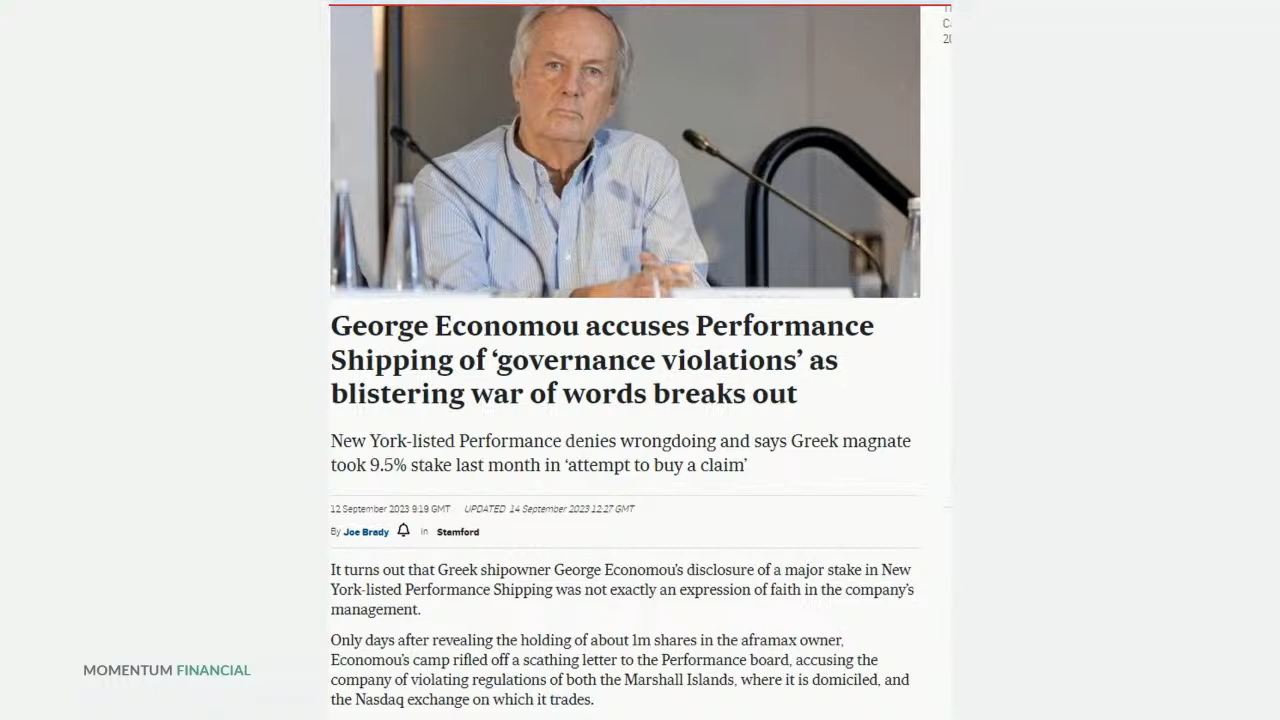 George Economou accuses Performance
Shipping of ‘governance violations’ as
blistering war of words breaks out
New York-listed Performance denies wrongdoing and says Greek magnate
took 9.5% stake last month in ‘attempt to buy a claim’
12 September 2023 9:19 GMT UPDATED 14 September 2023 12:27 GMT
By Joe Brady in Stamford
It turns out that Greek shipowner George Economou’s disclosure of a major stake in New
York-listed Performance Shipping was not exactly an expression of faith in the company’s
management.
Only days after revealing the holding of about 1m shares in the aframax owner,
Economou’s camp rifled off a scathing letter to the Performance board, accusing the
company of violating regulations of both the Marshall Islands, where it is domiciled, and
the Nasdaq exchange on which it trades.
MOMENTUM FINANCIAL